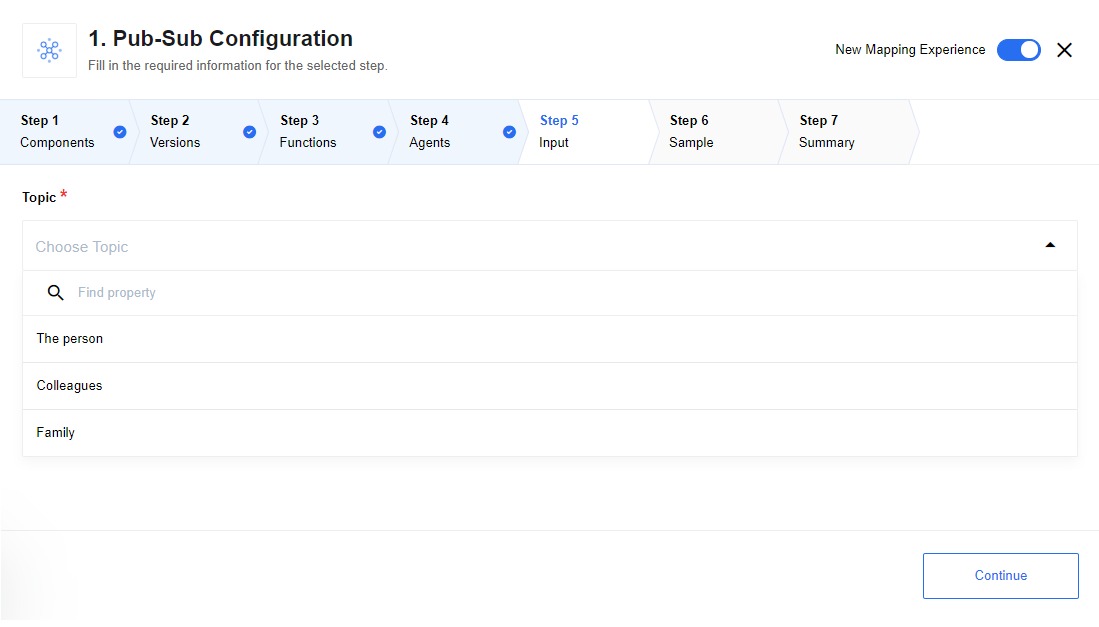 1. Pub-Sub Configuration
Fill in the required information for the selected step.
New Mapping Experience
Step 1
Components
Step 2
Versions
Step 3
Functions
Step 4
Agents
Step 5
Input
Step 6
Sample
Step 7
Summary
Topic *
Choose Topic
Find property
The person
Colleagues
Family
Continue